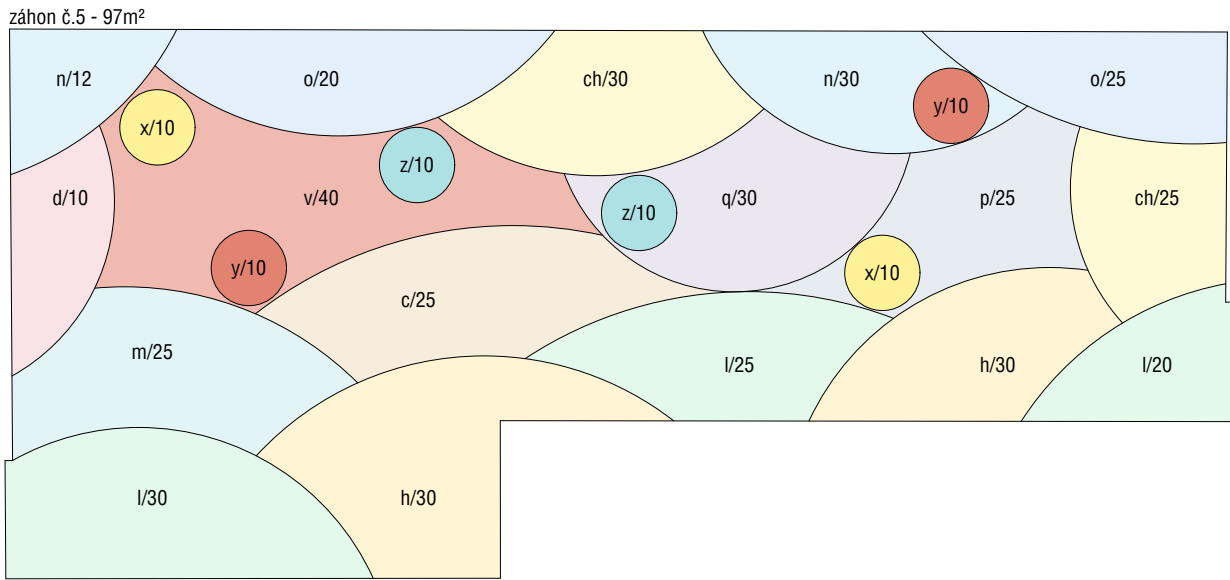 záhon č.5 - 97m²
n/12
o/20
ch/30
n/30
o/25
y/10
x/10
z/10
d/10
v/40
z/10
q/30
p/25
ch/25
y/10
x/10
c/25
m/25
l/25
h/30
l/20
l/30
h/30